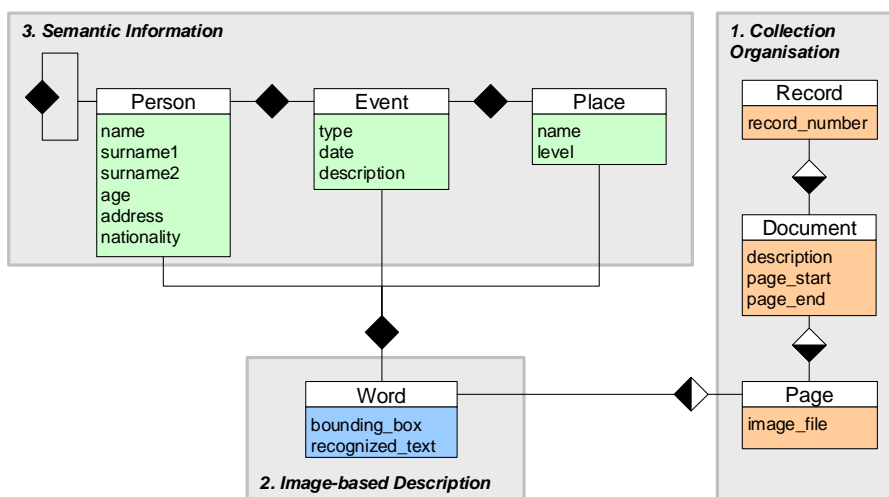 3. Semantic Information
Person
name
surname1
surname2
age
address
nationality
Event
type
date
description
Place
name
level
1. Collection
Organisation
Record
record_number
Document
description
page_start
page_end
Page
image_file
Word
bounding_box
recognized_text
2. Image-based Description